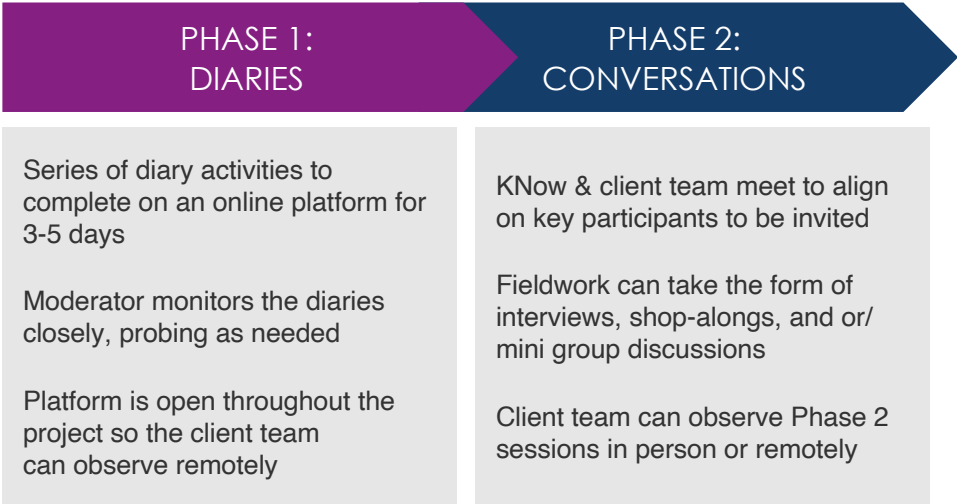 PHASE 1:
DIARIES
PHASE 2:
CONVERSATIONS
Series of diary activities to
complete on an online platform for
3-5 days
Moderator monitors the diaries
closely, probing as needed
Platform is open throughout the
project so the client team
can observe remotely
KNow & client team meet to align
on key participants to be invited
Fieldwork can take the form of
interviews, shop-alongs, and or/
mini group discussions
Client team can observe Phase 2
sessions in person or remotely